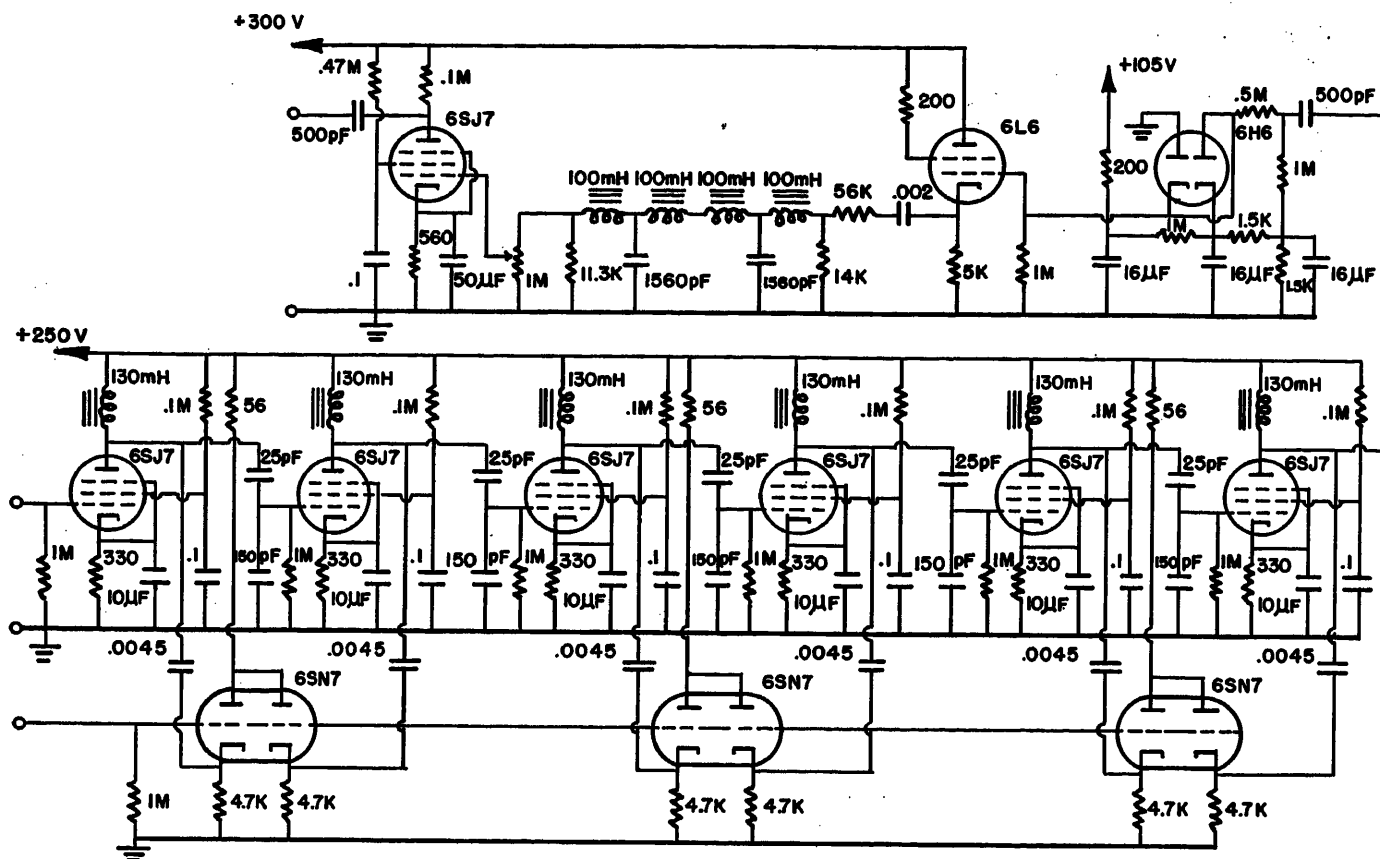 +300 V
.47M
.1M
500pF
6SJ7
.1
560
50µF
1M
11.3K
100mH 100mH 100mH 100mH
1560pF
1560pF
14K
56K
.002
200
6L6
5K
1M
+105V
200
.5M
6H6
500pF
1M
1M
1.5K
16µF
16µF
1.5K
16µF
+250 V
130mH
.1M
56
130mH
.1M
130mH
.1M
56
130mH
.1M
130mH
.1M
56
130mH
.1M
6SJ7
25pF
6SJ7
25pF
6SJ7
25pF
6SJ7
25pF
6SJ7
25pF
6SJ7
1M
330
10µF
.1
150pF
1M
330
10µF
.1
150 pF
1M
330
10µF
.1
150pF
1M
330
10µF
.1
150 pF
1M
330
10µF
.1
150pF
1M
330
10µF
.1
.0045
.0045
.0045
.0045
.0045
.0045
6SN7
6SN7
6SN7
1M
4.7K
4.7K
4.7K
4.7K
4.7K
4.7K